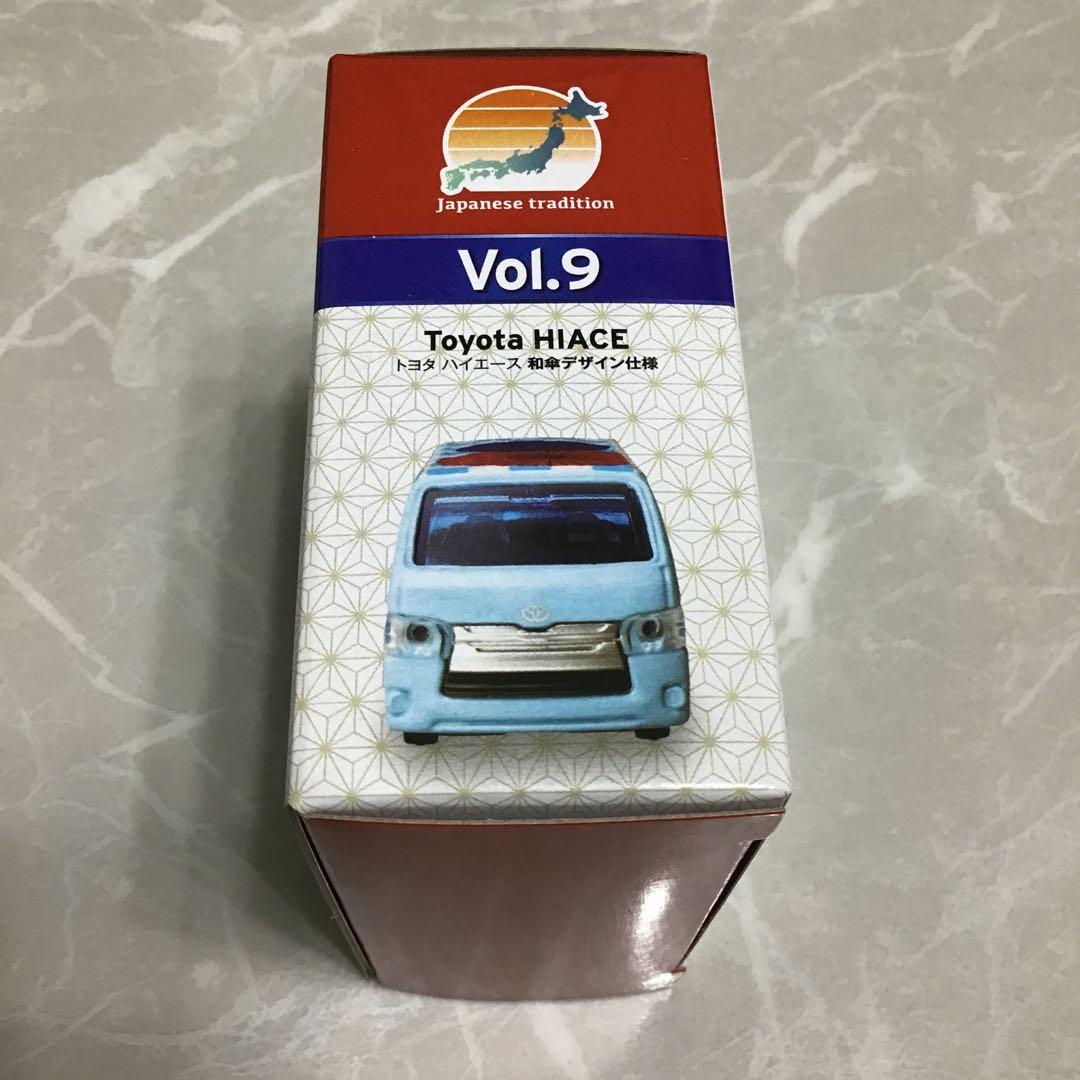 Japanese tradition
Vol.9
Toyota HIACE
トヨタ ハイエース 和傘デザイン仕様